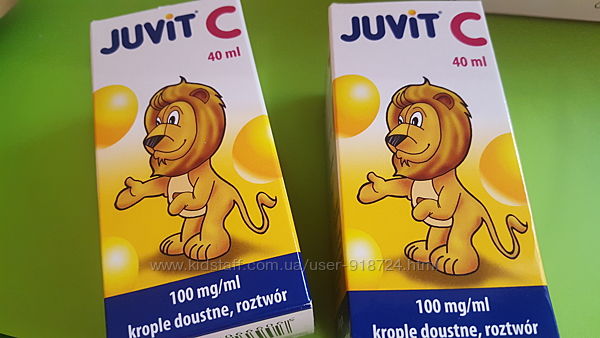 JUVIT C
40 ml
100 mg/ml
krople doustne, roztwór
JUVIT C
40 ml
100 mg/ml
krople doustne, roztwór
www.kidstaff.com.ua/user-918724.html